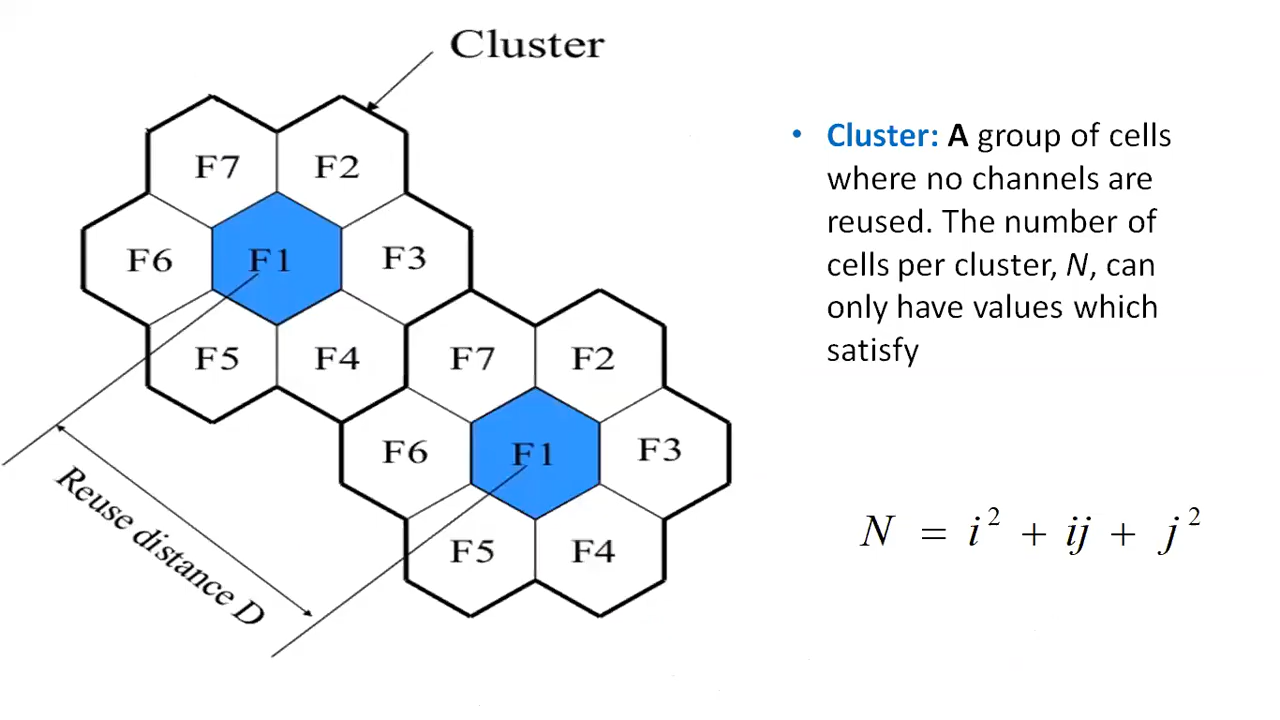 Cluster
F7 F2
F6 F1 F3
F5 F4 F7 F2
F6 F1 F3
F5 F4
Reuse distance D
• Cluster: A group of cells
where no channels are
reused. The number of
cells per cluster, N, can
only have values which
satisfy
N = i² + ij + j²